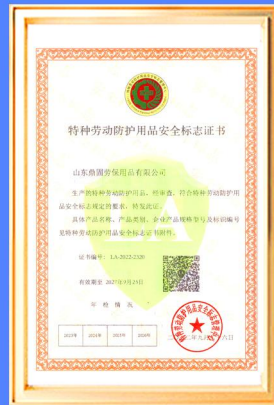 特种劳动防护用品安全标志证书
山东鼎圆劳保用品有限公司
生产的特种劳动防护用品，经审查，符合特种劳动防护用
品安全标志规定的要求，特发此证。
具体产品名称、产品类别、企业产品规格型号及标识编号
见特种劳动防护用品安全标志证书附件。
LA
证书编号： LA-2022-2320
有效期至 2027年9月25日
年 检 情 况
2023年 2024年 2025年 2026年